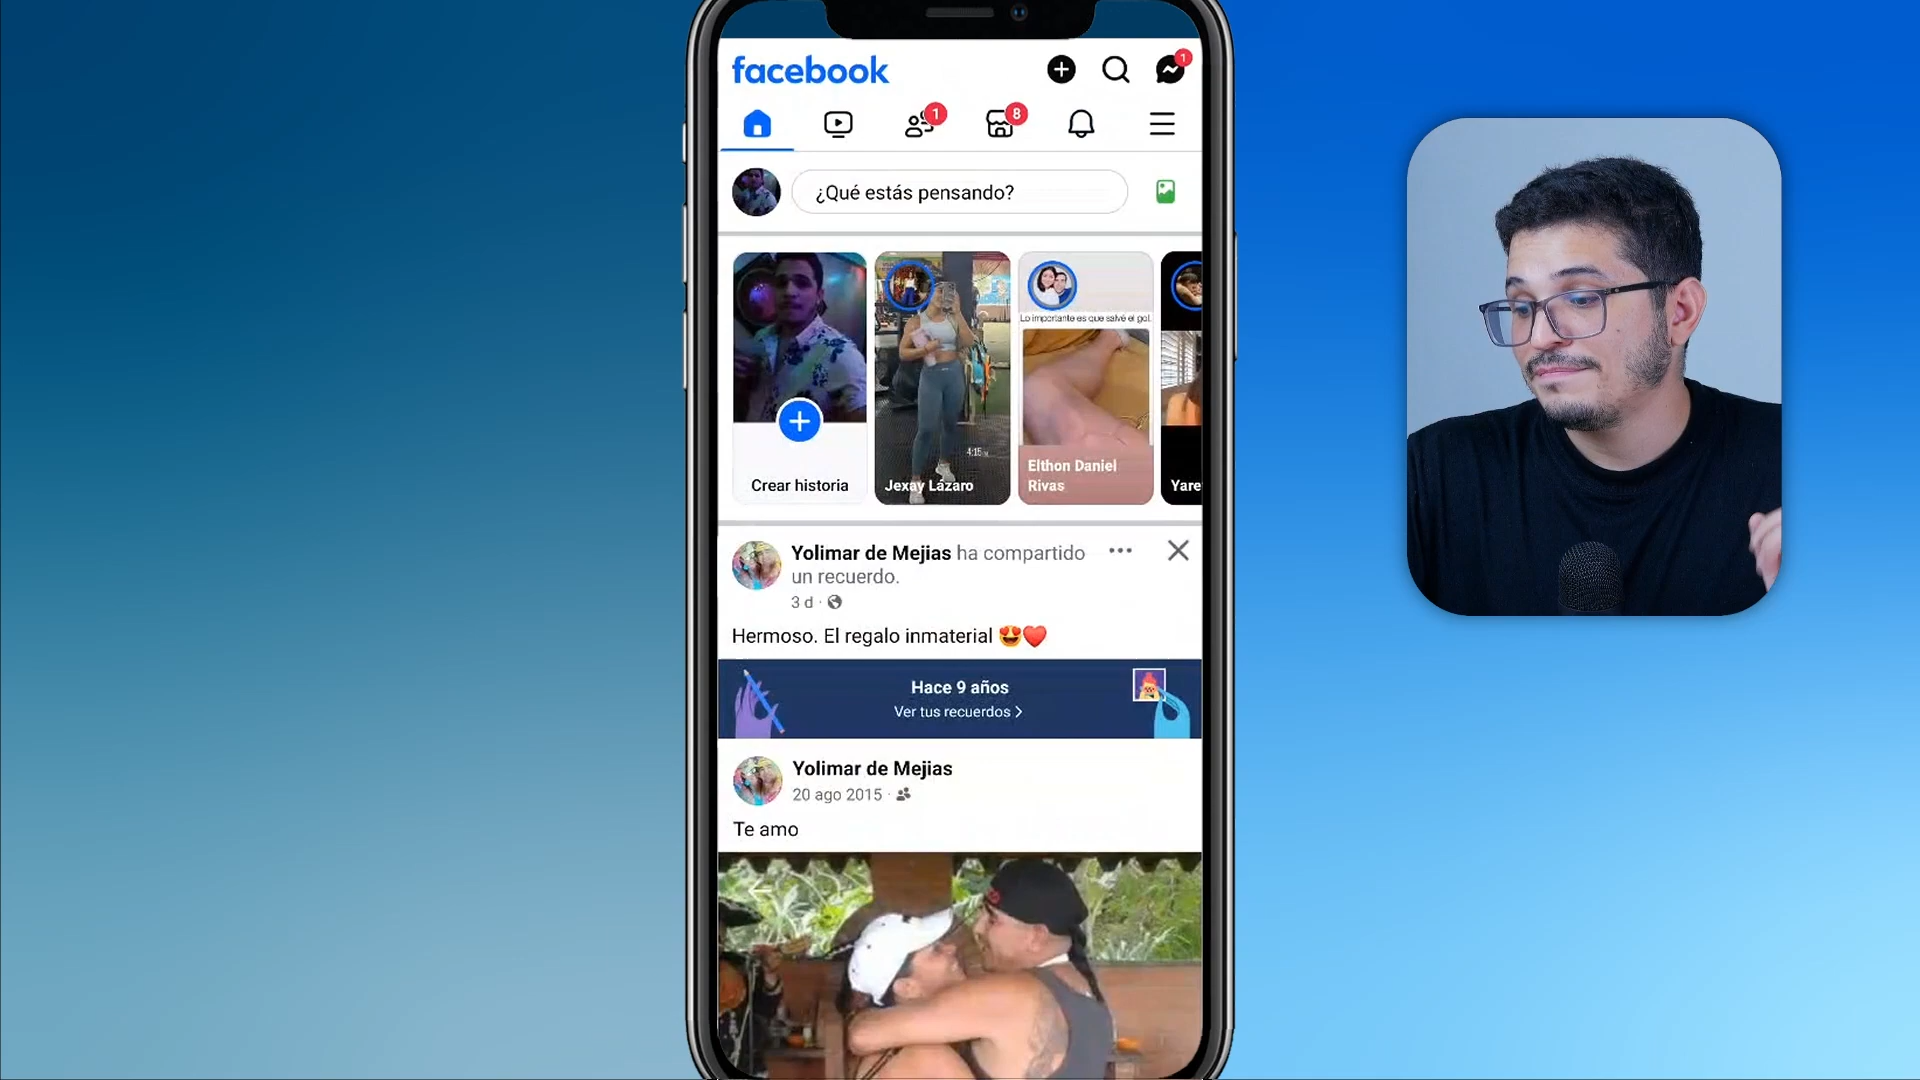 facebook
1
1
8
¿Qué estás pensando?
Lo importante es que salvé el gol.
4:15
Crear historia
Jexay Lázaro
Elthon Daniel
Rivas
Yare
Yolimar de Mejias ha compartido
un recuerdo.
3 d ·
Hermoso. El regalo inmaterial 😍❤️
Hace 9 años
Ver tus recuerdos >
Yolimar de Mejias
20 ago 2015 ·
Te amo